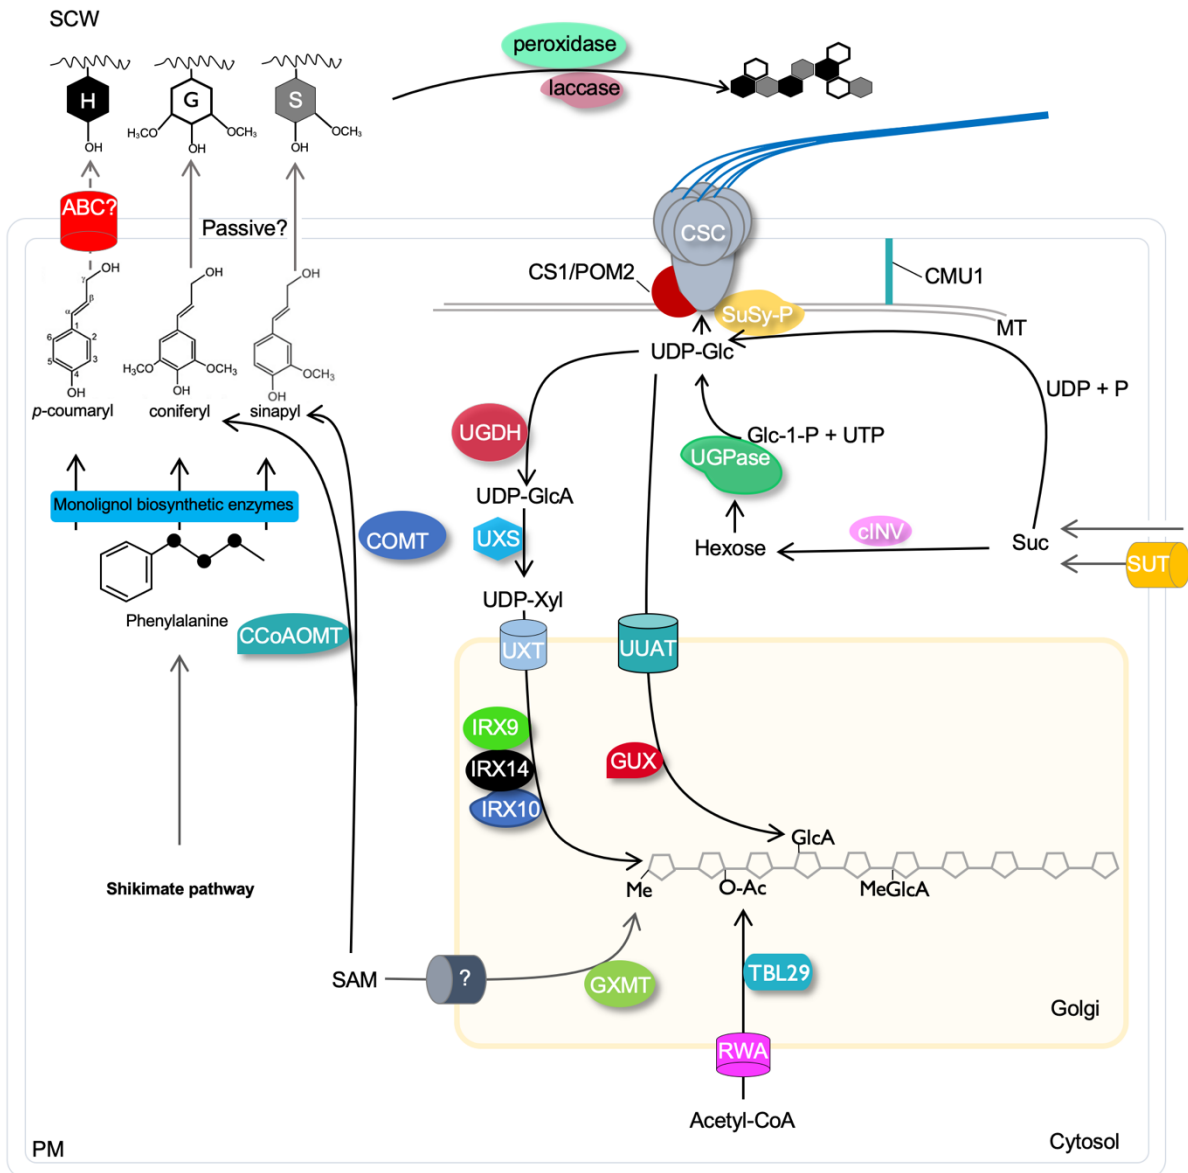 SCW
peroxidase
laccase
H
G
S
H₃CO
OCH₃
OCH₃
OH
OH
OH
ABC?
Passive?
CSC
CS1/POM2
CMU1
SuSy-P
MT
OH
OH
OH
γ
β
α
1
6
2
5
3
4
H₃CO
OCH₃
OCH₃
OH
OH
OH
p-coumaryl
coniferyl
sinapyl
UDP-Glc
UDP + P
UGDH
Glc-1-P + UTP
UGPase
UDP-GlcA
Monolignol biosynthetic enzymes
COMT
UXS
Hexose
cINV
Suc
SUT
UDP-Xyl
Phenylalanine
CCoAOMT
UXT
UUAT
IRX9
IRX14
IRX10
GUX
GlcA
Me
O-Ac
MeGlcA
Shikimate pathway
SAM
?
GXMT
TBL29
Golgi
RWA
Acetyl-CoA
PM
Cytosol